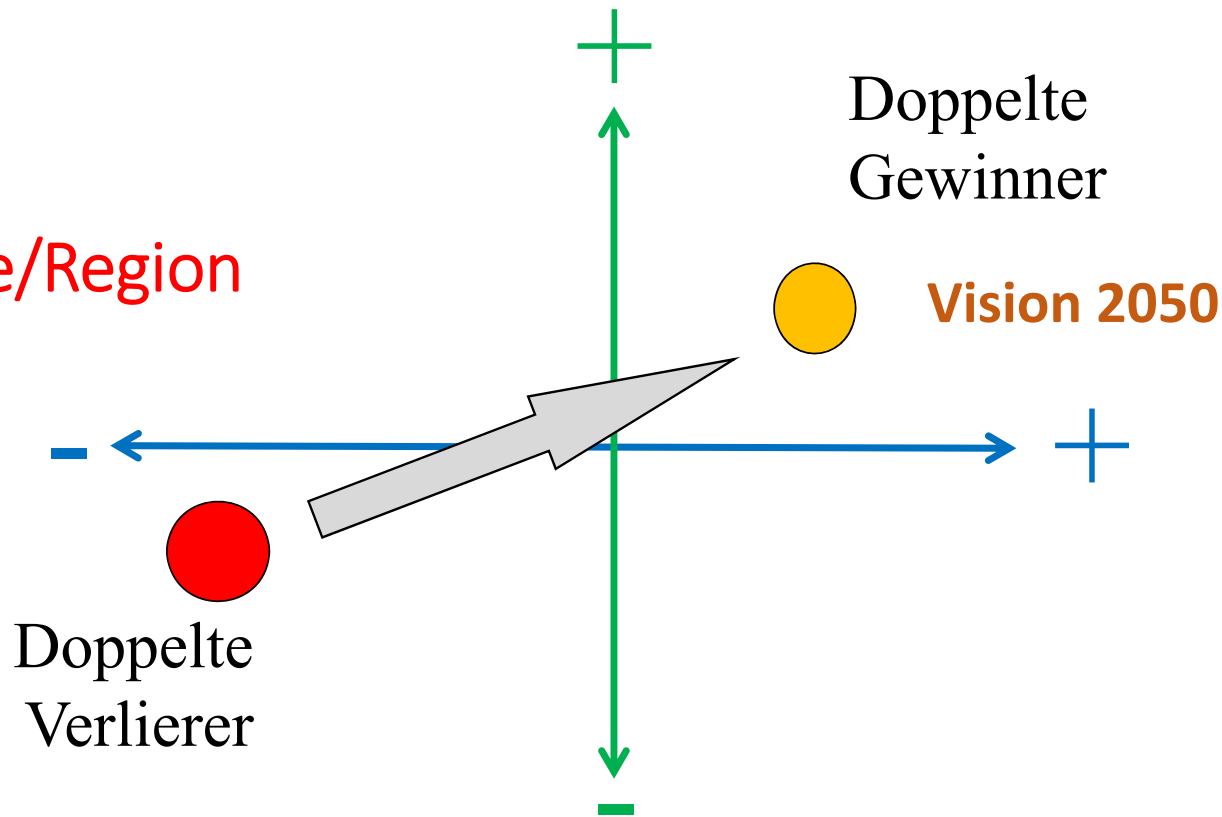 +
Doppelte
Gewinner
e/Region
Vision 2050
- +
Doppelte
Verlierer
-